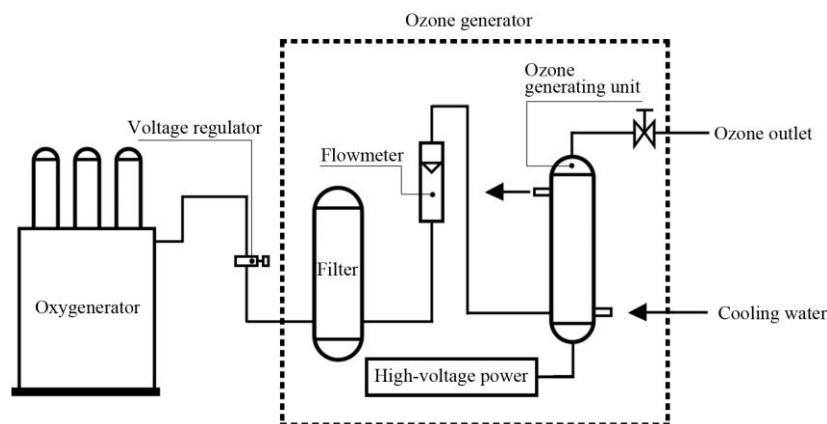 Ozone generator
Ozone
generating unit
Voltage regulator
Ozone outlet
Flowmeter
Filter
Oxygenerator
Cooling water
High-voltage power